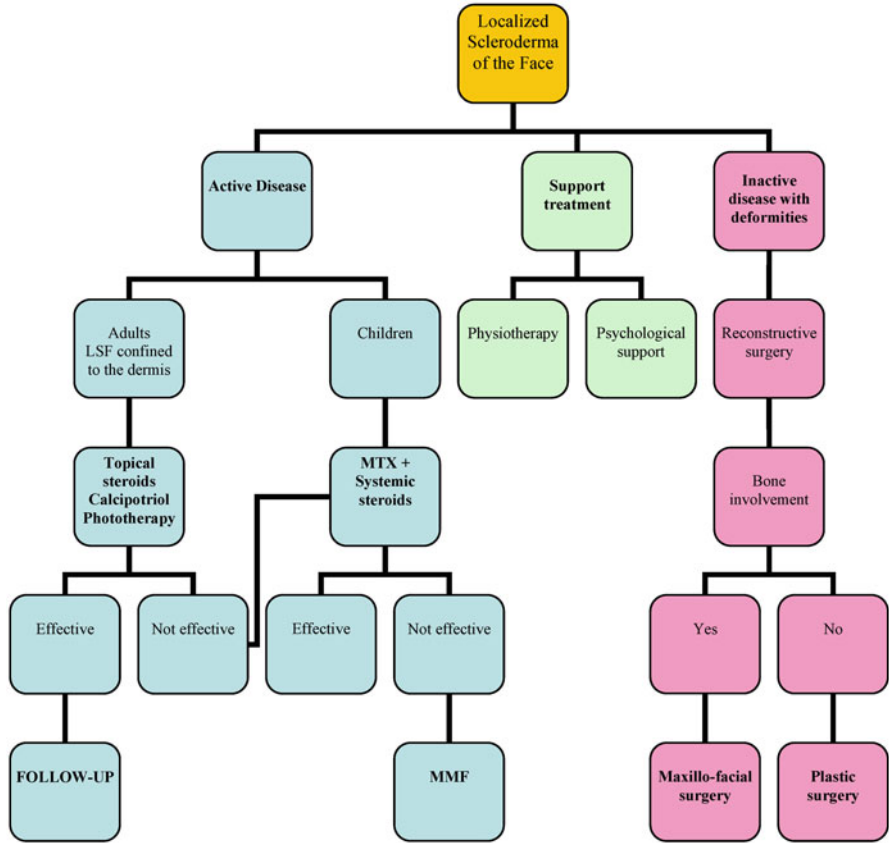 Localized
Scleroderma
of the Face
Active Disease
Support
treatment
Inactive
disease with
deformities
Adults
LSF confined
to the dermis
Children
Physiotherapy
Psychological
support
Reconstructive
surgery
Topical
steroids
Calcipotriol
Phototherapy
MTX +
Systemic
steroids
Bone
involvement
Effective
Not effective
Effective
Not effective
Yes
No
FOLLOW-UP
MMF
Maxillo-facial
surgery
Plastic
surgery